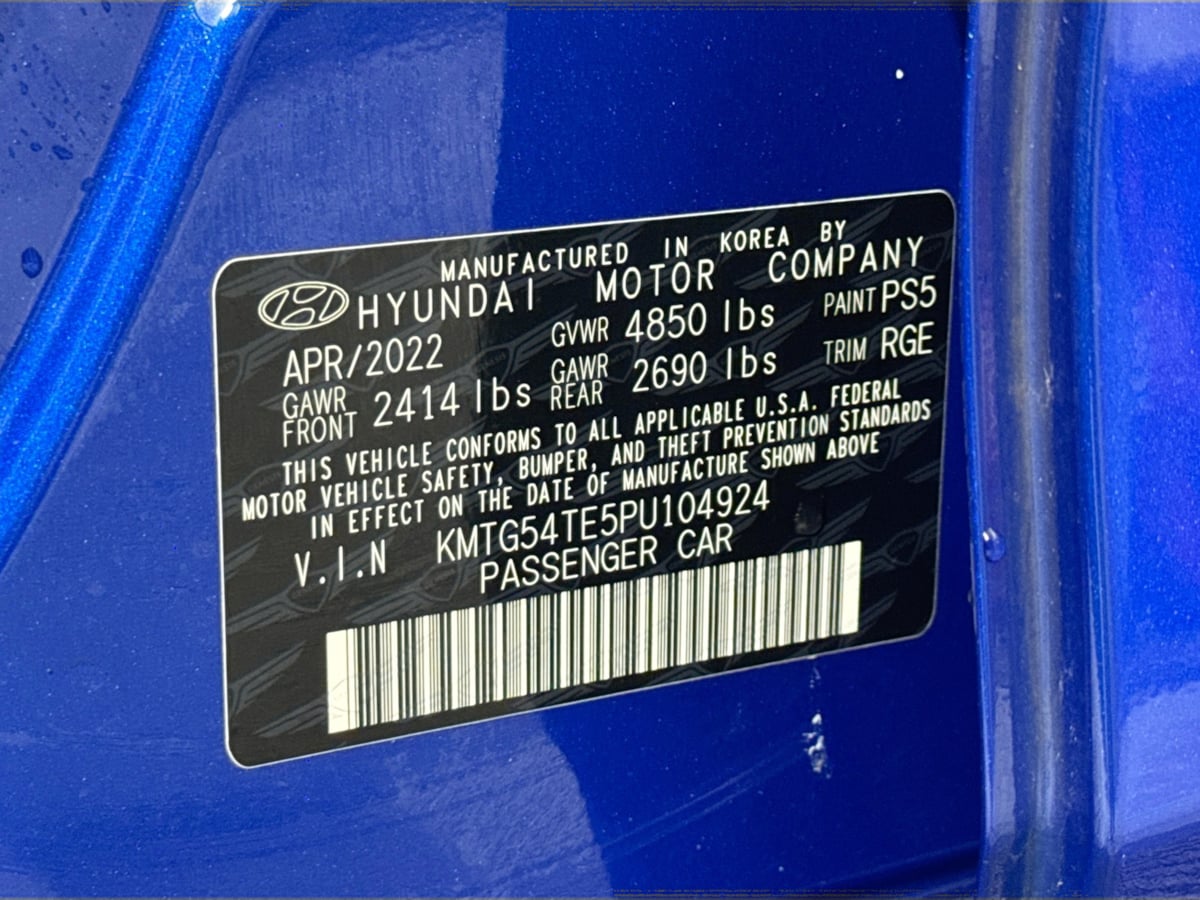 MANUFACTURED IN KOREA BY
HYUNDAI MOTOR COMPANY
APR/2022 GVWR 4850 lbs PAINT PS5
GAWR FRONT 2414 lbs GAWR REAR 2690 lbs TRIM RGE
THIS VEHICLE CONFORMS TO ALL APPLICABLE U.S.A. FEDERAL
MOTOR VEHICLE SAFETY, BUMPER, AND THEFT PREVENTION STANDARDS
IN EFFECT ON THE DATE OF MANUFACTURE SHOWN ABOVE
V.I.N KMTG54TE5PU104924
PASSENGER CAR